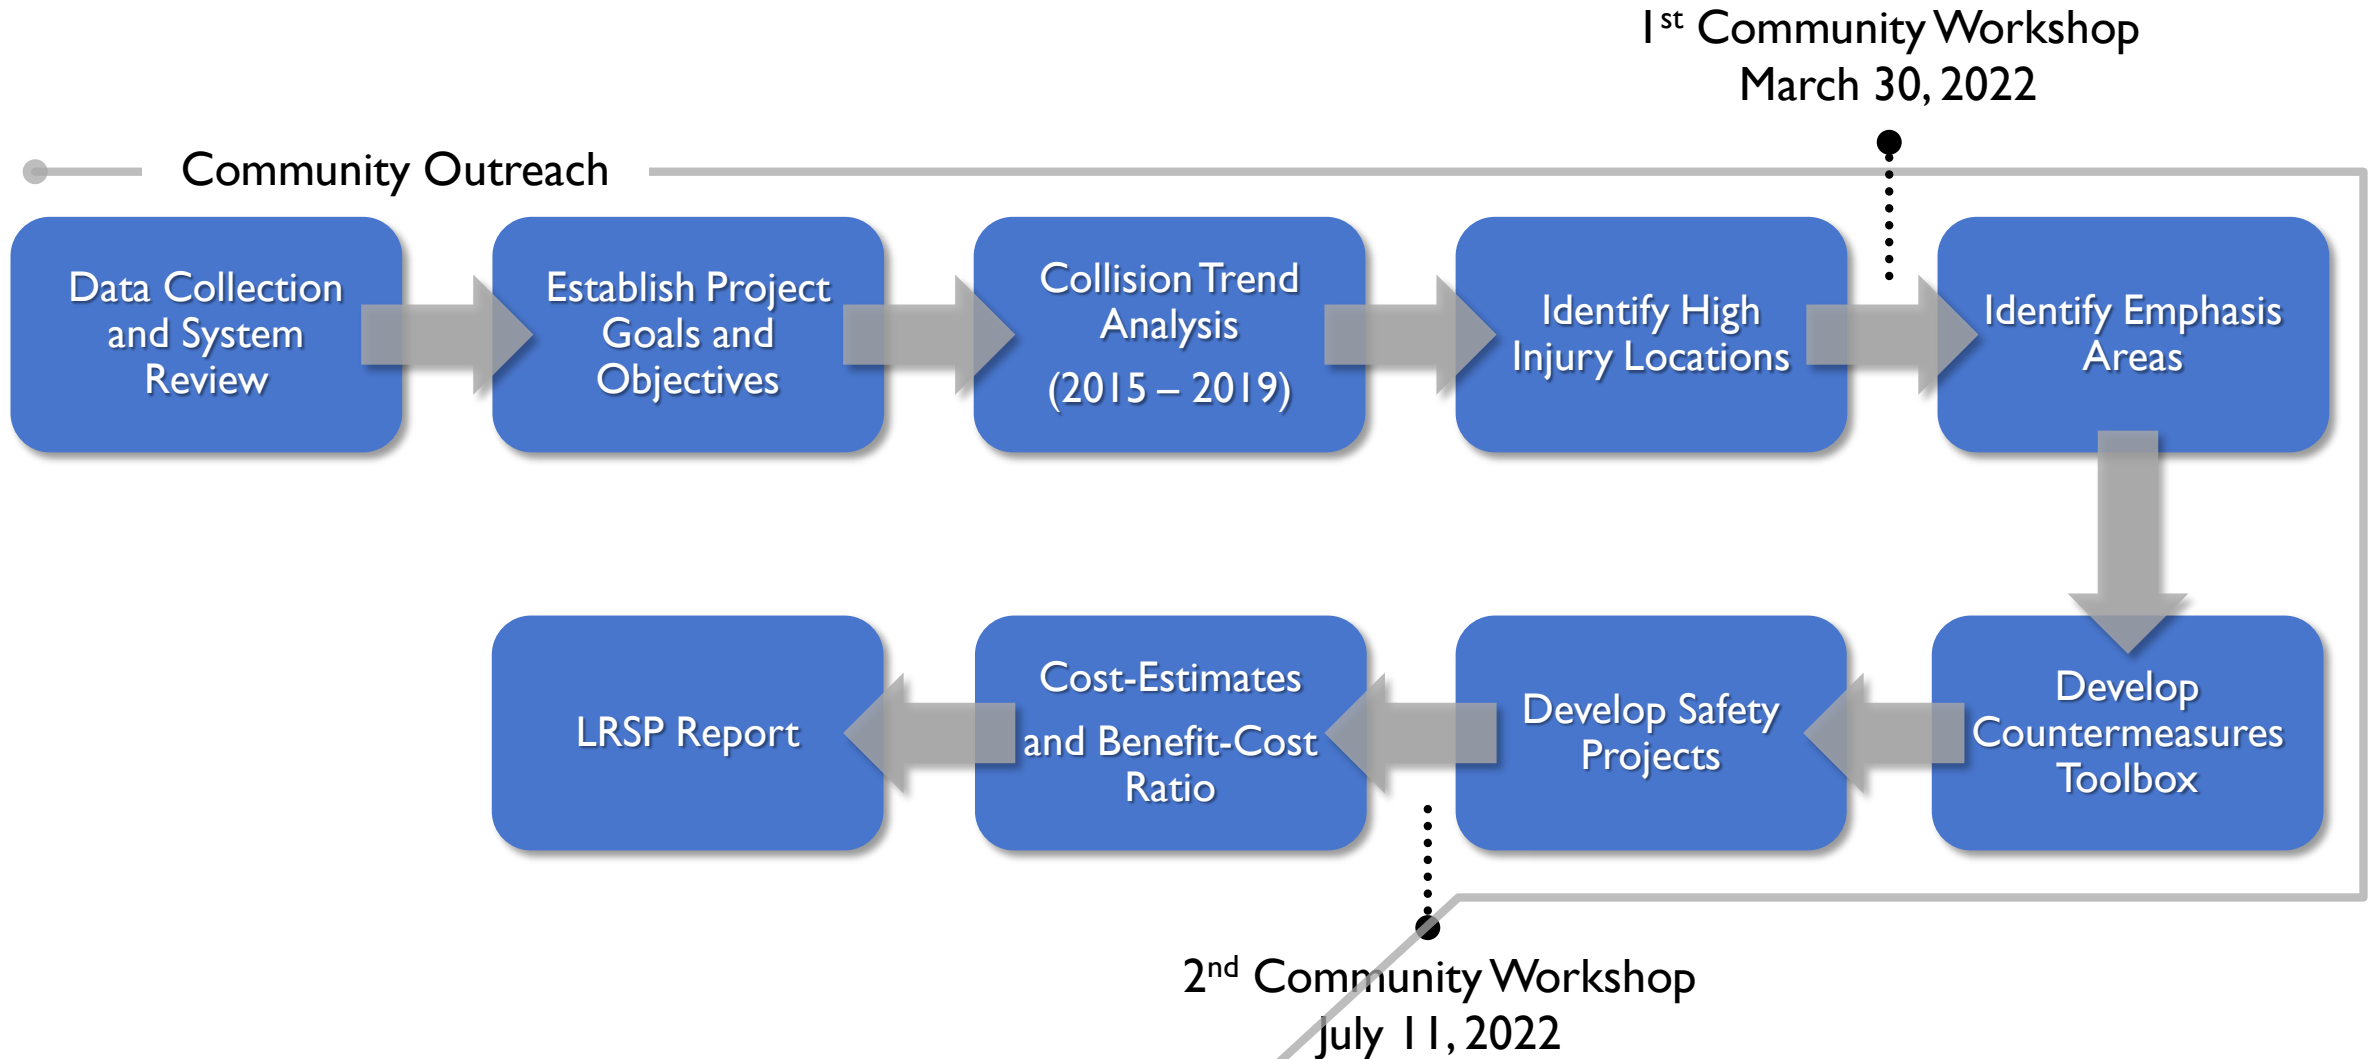 1st Community Workshop
March 30, 2022
Community Outreach
Data Collection
and System
Review
Establish Project
Goals and
Objectives
Collision Trend
Analysis
(2015 – 2019)
Identify High
Injury Locations
Identify Emphasis
Areas
LRSP Report
Cost-Estimates
and Benefit-Cost
Ratio
Develop Safety
Projects
Develop
Countermeasures
Toolbox
2nd Community Workshop
July 11, 2022